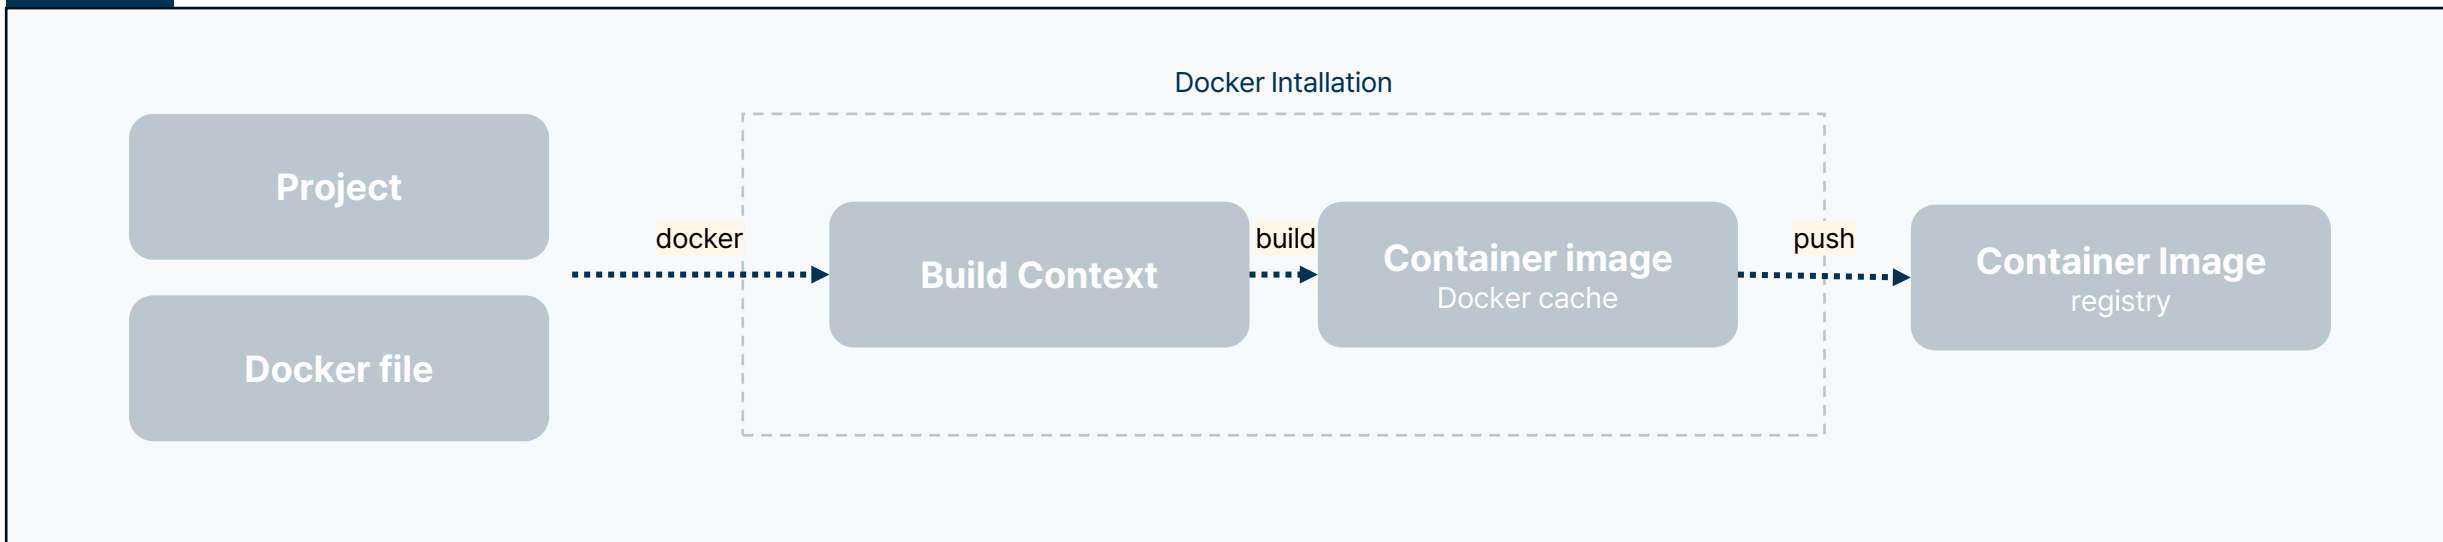 Docker Intallation
Project
Docker file
docker
Build Context
build
Container image
Docker cache
push
Container Image
registry